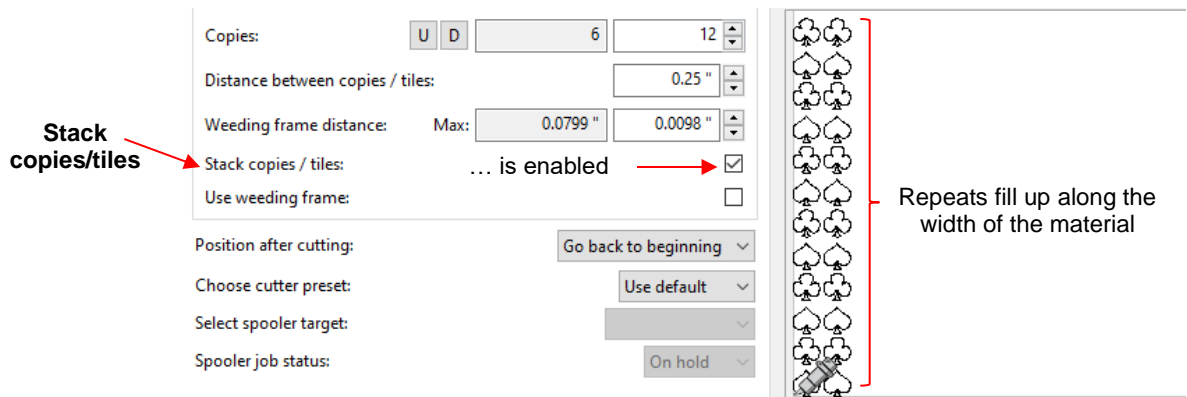 Copies: U D 6 12
Distance between copies / tiles: 0.25 "
Weeding frame distance: Max: 0.0799 " 0.0098 "
Stack
copies/tiles
Stack copies / tiles: … is enabled
Use weeding frame:
Position after cutting: Go back to beginning
Choose cutter preset: Use default
Select spooler target:
Spooler job status: On hold
Repeats fill up along the
width of the material